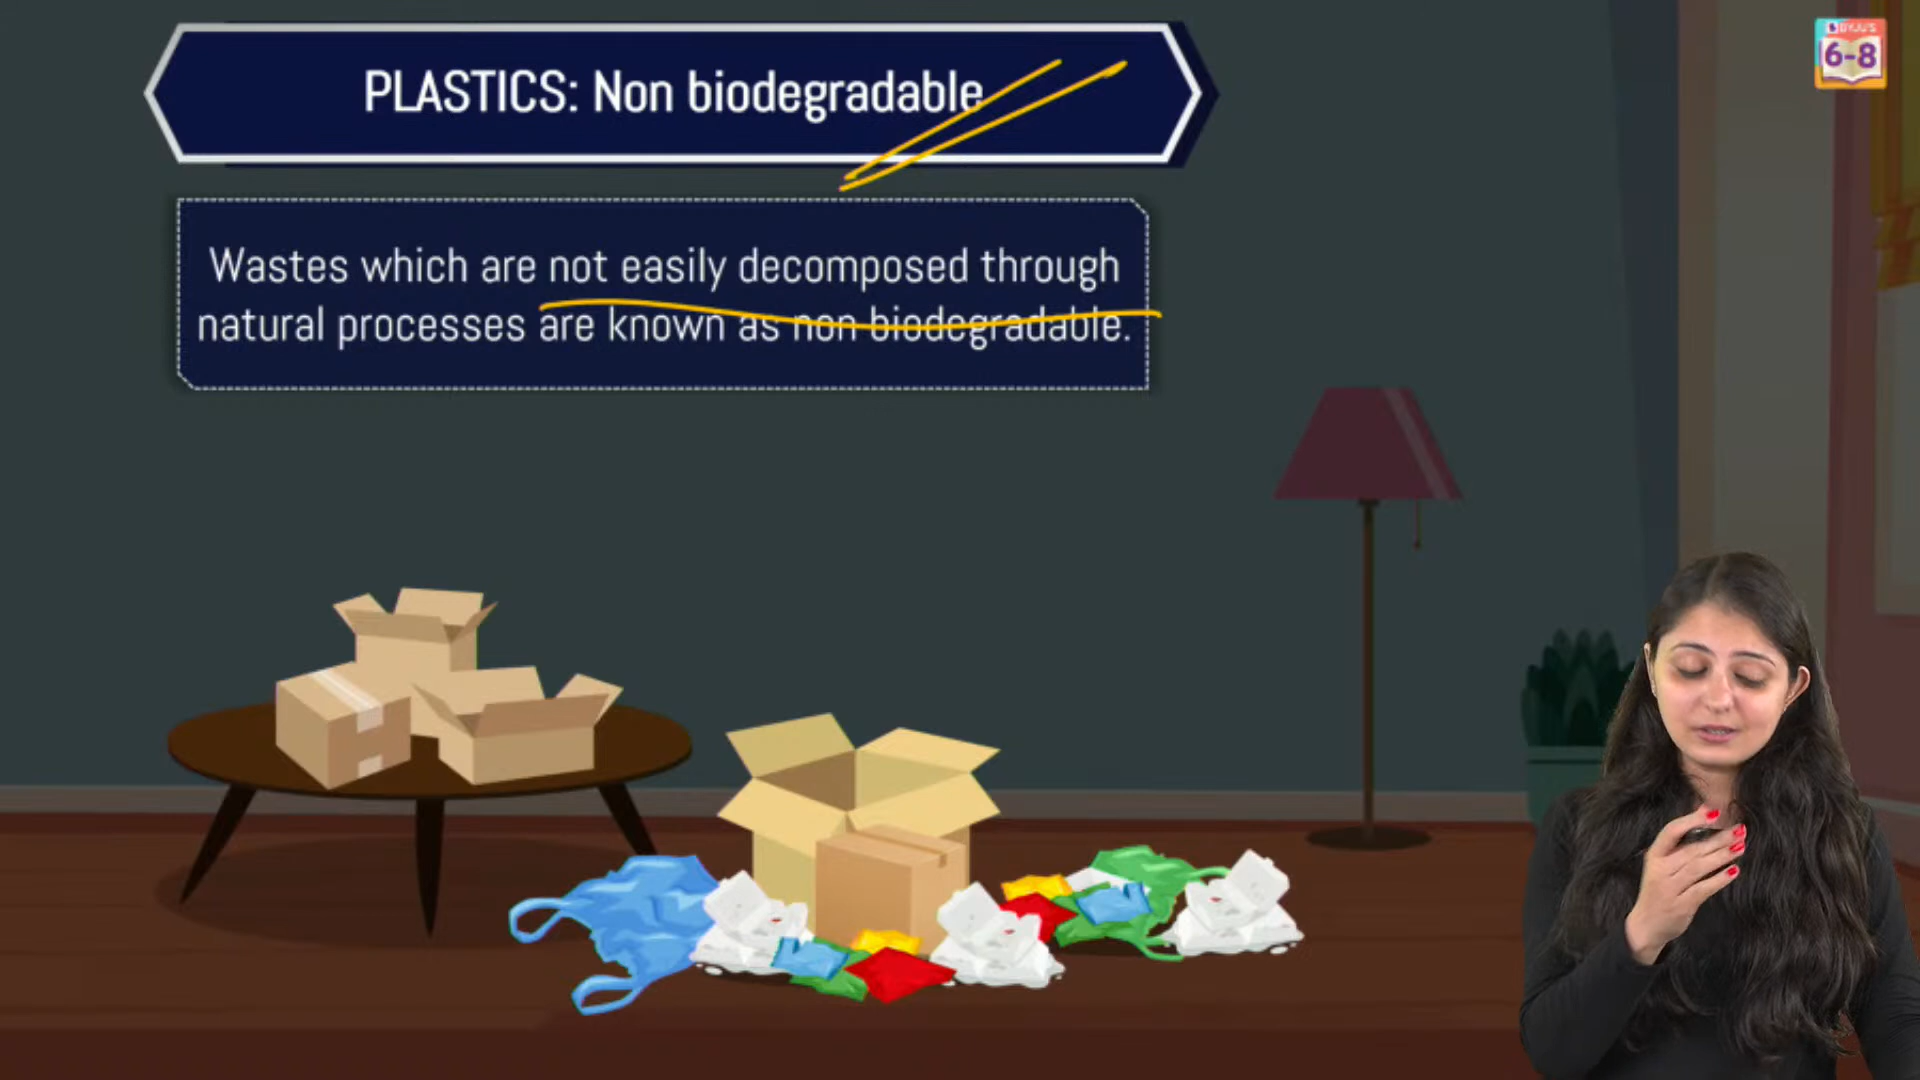 PLASTICS: Non biodegradable
BYJU'S
6-8
Wastes which are not easily decomposed through
natural processes are known as non biodegradable.